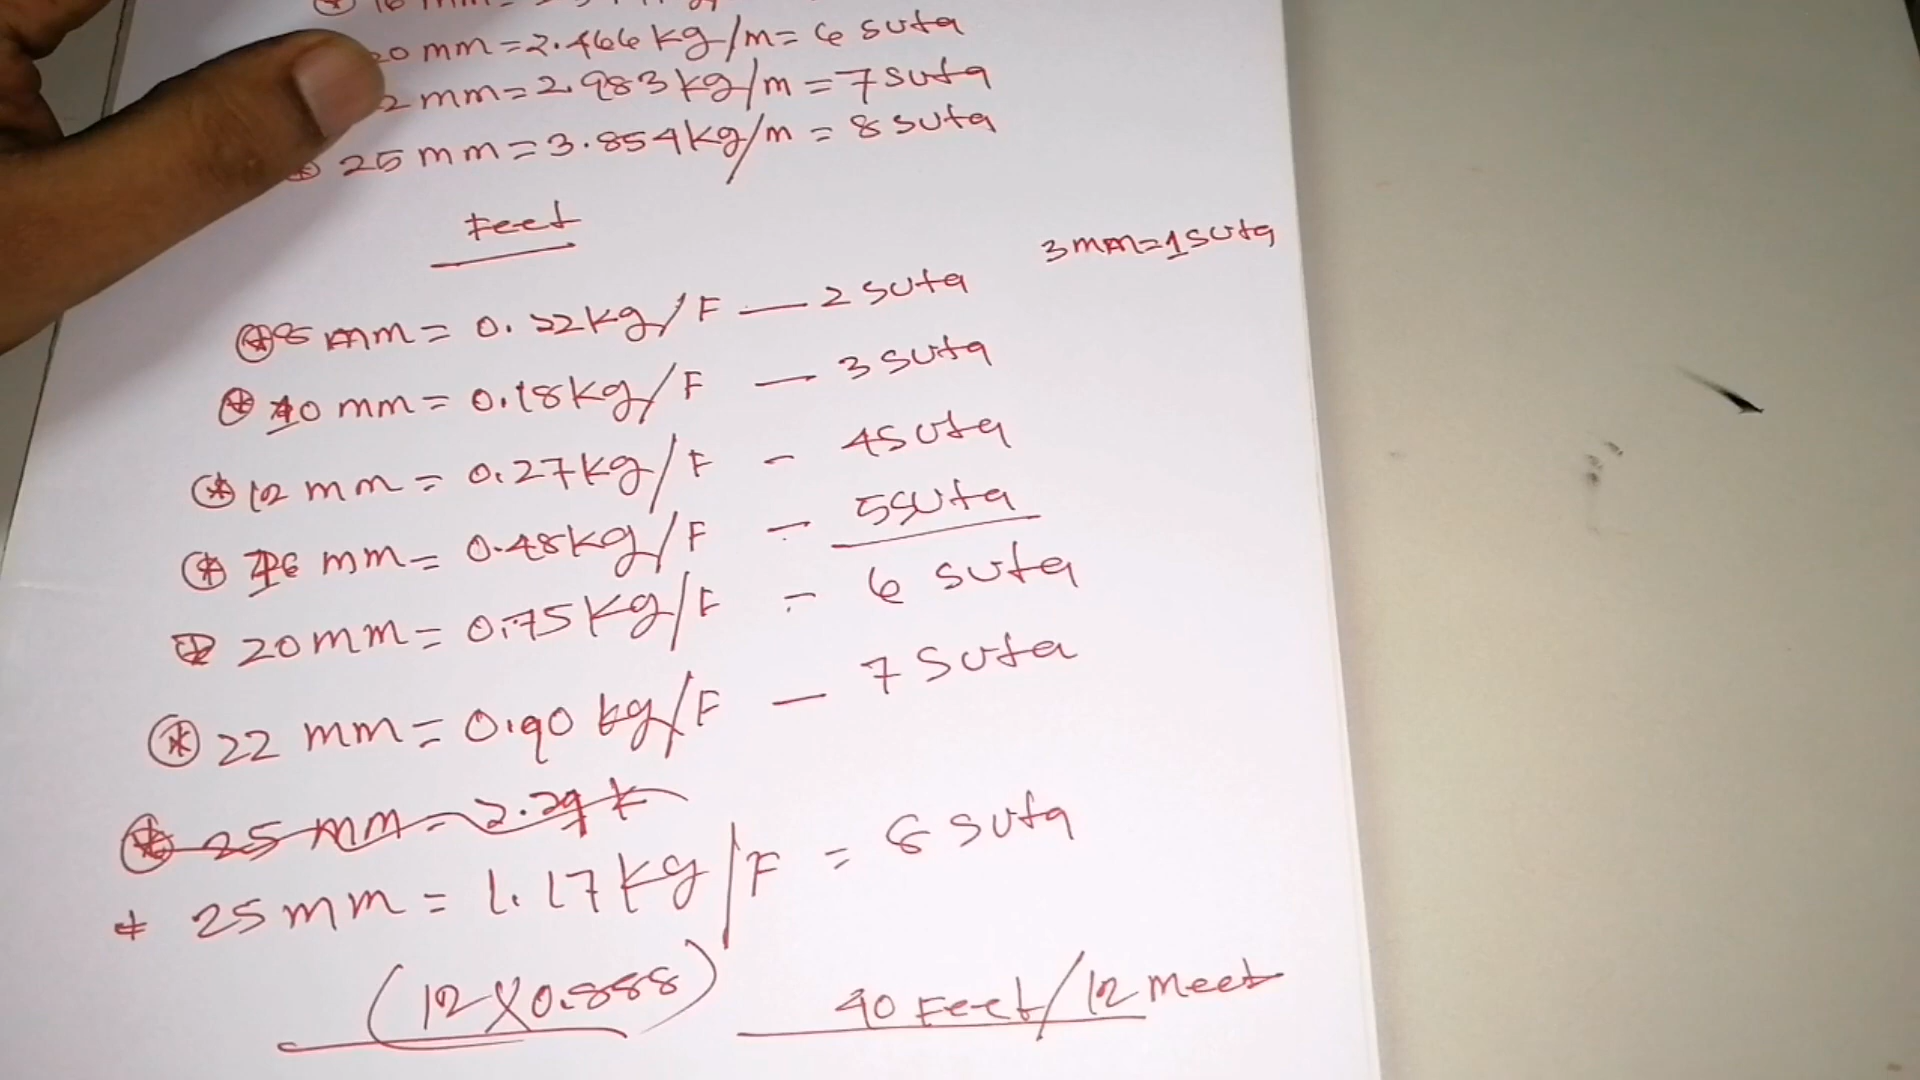 20 mm = 2.466 kg/m = 6 suta
2 mm = 2.983 kg/m = 7 suta
25 mm = 3.854 kg/m = 8 suta
Feet
3 mm = 1 suta
8 mm = 0.22 kg/F — 2 suta
10 mm = 0.18 kg/F — 3 suta
12 mm = 0.27 kg/F - 4 suta
16 mm = 0.48 kg/F - 5 suta
20 mm = 0.75 kg/F - 6 suta
22 mm = 0.90 kg/F — 7 suta
25 mm = 2.29 k
25 mm = 1.17 kg/F = 8 suta
(12 X 0.888) 40 Feet/12 Meet